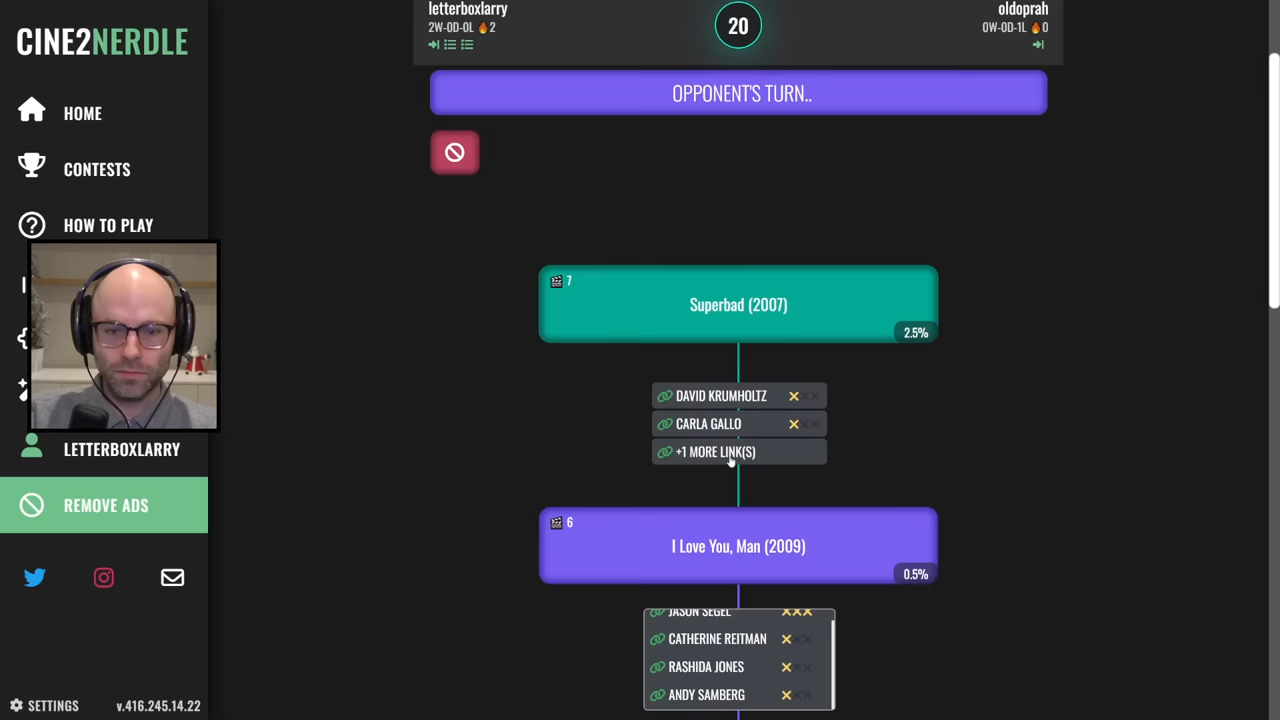 CINE2NERDLE
HOME
CONTESTS
HOW TO PLAY
LETTERBOXLARRY
REMOVE ADS
SETTINGS
v.416.245.14.22
letterboxlarry
2W-0D-0L 🔥2
20
oldoprah
0W-0D-1L 🔥0
OPPONENT'S TURN..
7
Superbad (2007)
2.5%
DAVID KRUMHOLTZ
CARLA GALLO
+1 MORE LINK(S)
6
I Love You, Man (2009)
0.5%
JASON SEGEL
CATHERINE REITMAN
RASHIDA JONES
ANDY SAMBERG